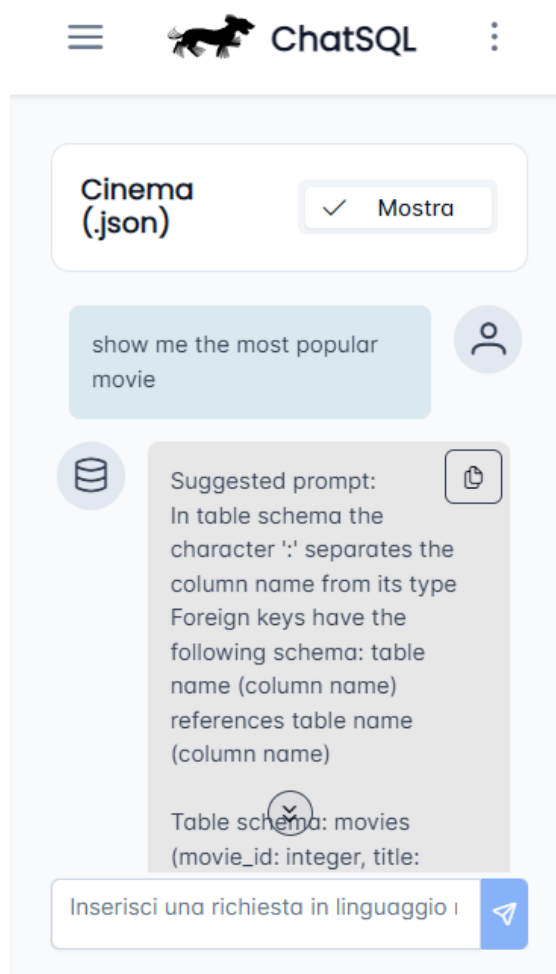 ChatSQL
Cinema
(.json)
Mostra
show me the most popular
movie
Suggested prompt:
In table schema the
character ':' separates the
column name from its type
Foreign keys have the
following schema: table
name (column name)
references table name
(column name)
Table schema: movies
(movie_id: integer, title:
Inserisci una richiesta in linguaggio